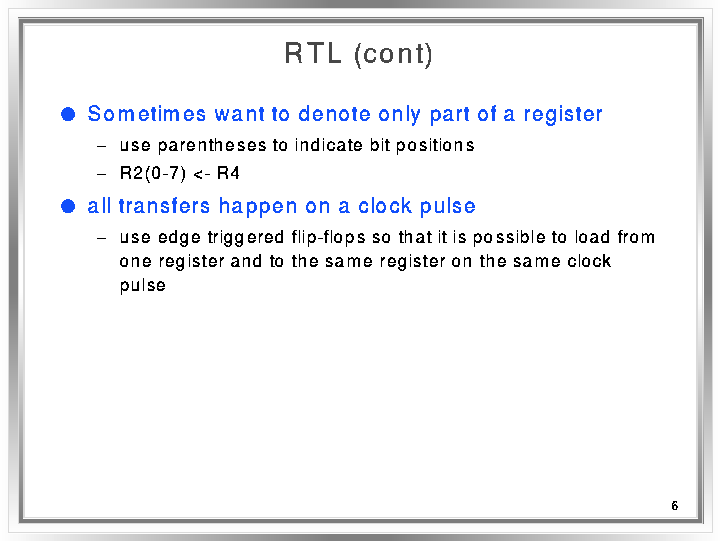 RTL (cont)
● Sometimes want to denote only part of a register
– use parentheses to indicate bit positions
– R2(0-7) <- R4
● all transfers happen on a clock pulse
– use edge triggered flip-flops so that it is possible to load from
one register and to the same register on the same clock
pulse
6